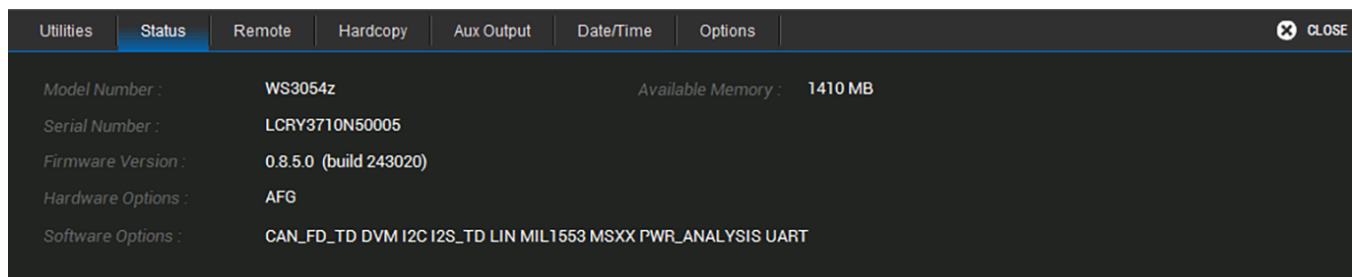 Utilities Status Remote Hardcopy Aux Output Date/Time Options CLOSE
Model Number : WS3054z Available Memory : 1410 MB
Serial Number : LCRY3710N50005
Firmware Version : 0.8.5.0 (build 243020)
Hardware Options : AFG
Software Options : CAN_FD_TD DVM I2C I2S_TD LIN MIL1553 MSXX PWR_ANALYSIS UART